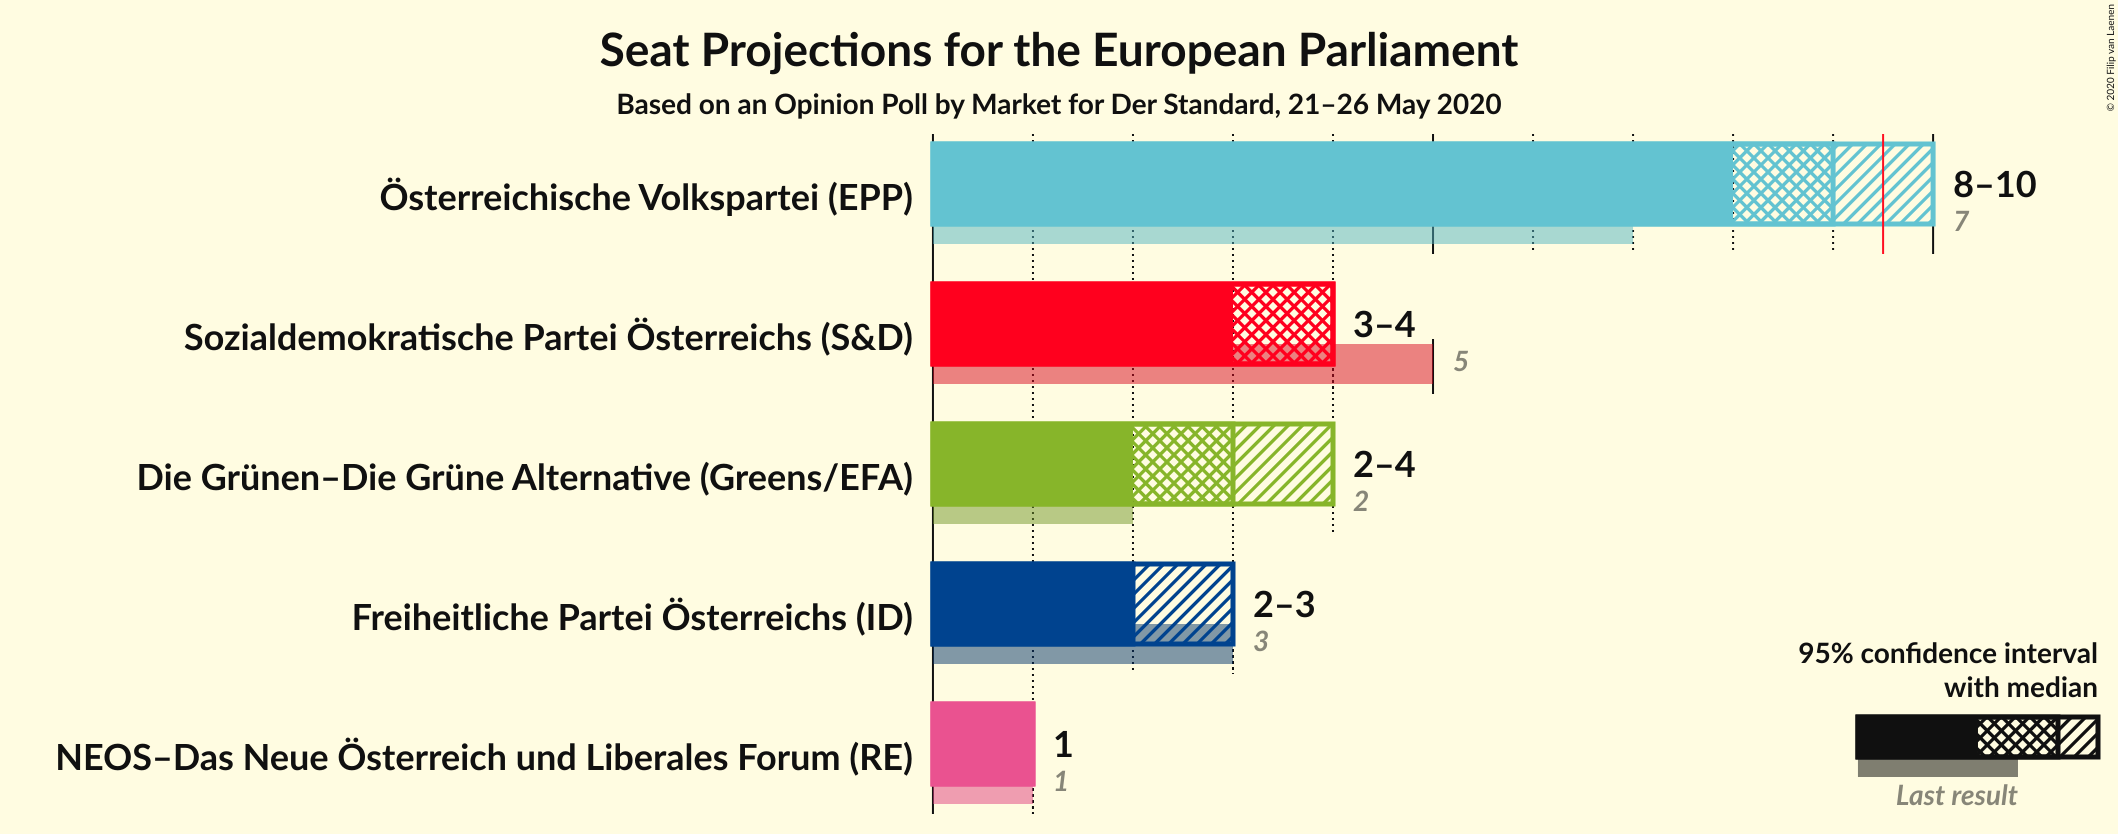 Seat Projections for the European Parliament
Based on an Opinion Poll by Market for Der Standard, 21–26 May 2020
© 2020 Filip van Laenen
Österreichische Volkspartei (EPP)
8–10
7
Sozialdemokratische Partei Österreichs (S&D)
3–4
5
Die Grünen–Die Grüne Alternative (Greens/EFA)
2–4
2
Freiheitliche Partei Österreichs (ID)
2–3
3
NEOS–Das Neue Österreich und Liberales Forum (RE)
1
1
95% confidence interval
with median
Last result